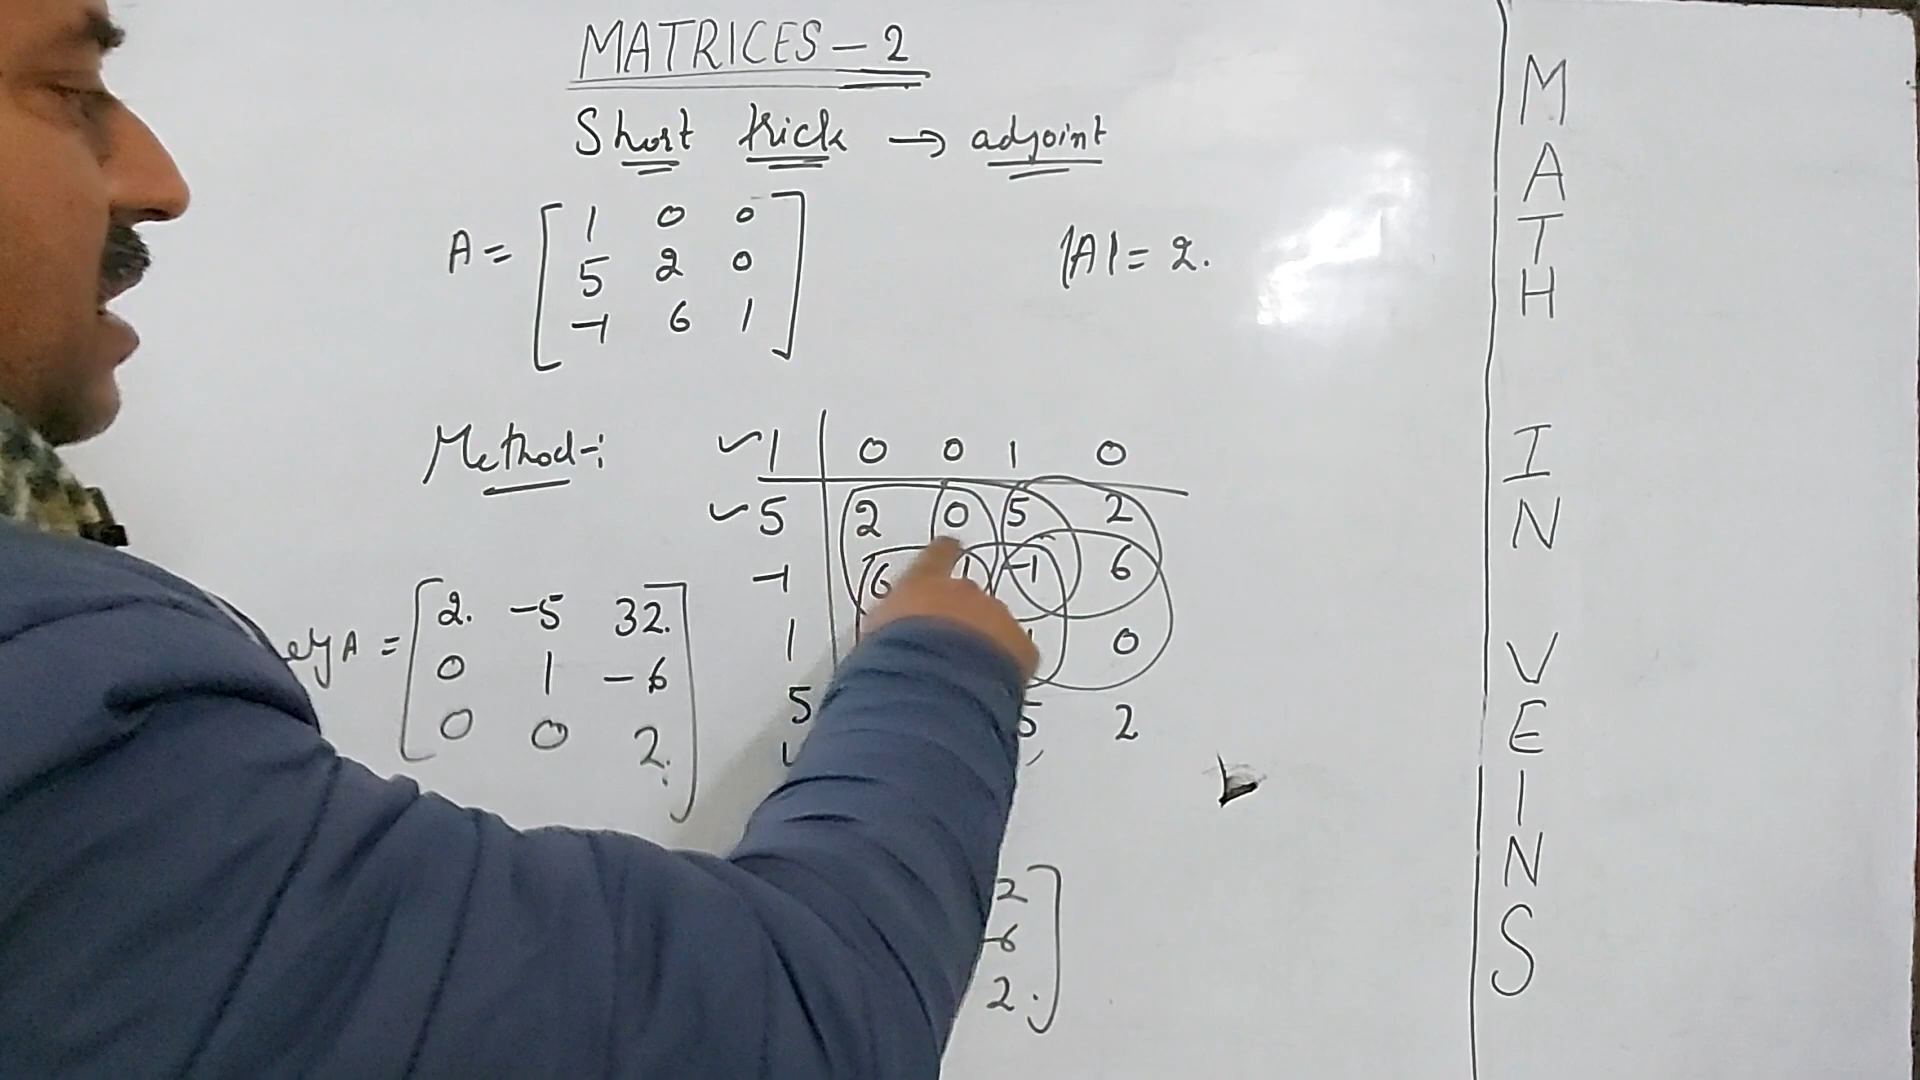 MATRICES - 2
Short trick → adjoint
A = [ 1 0 0
5 2 0
-1 6 1 ]
|A| = 2.
Method:-
1 0 0 1 0
5 2 0 5 2
-1 6 1 -1 6
1 0
5 5 2
A = [ 2. -5 32.
0 1 -6
0 0 2. ]
2
-6
2. ]
MATH
IN
VEINS